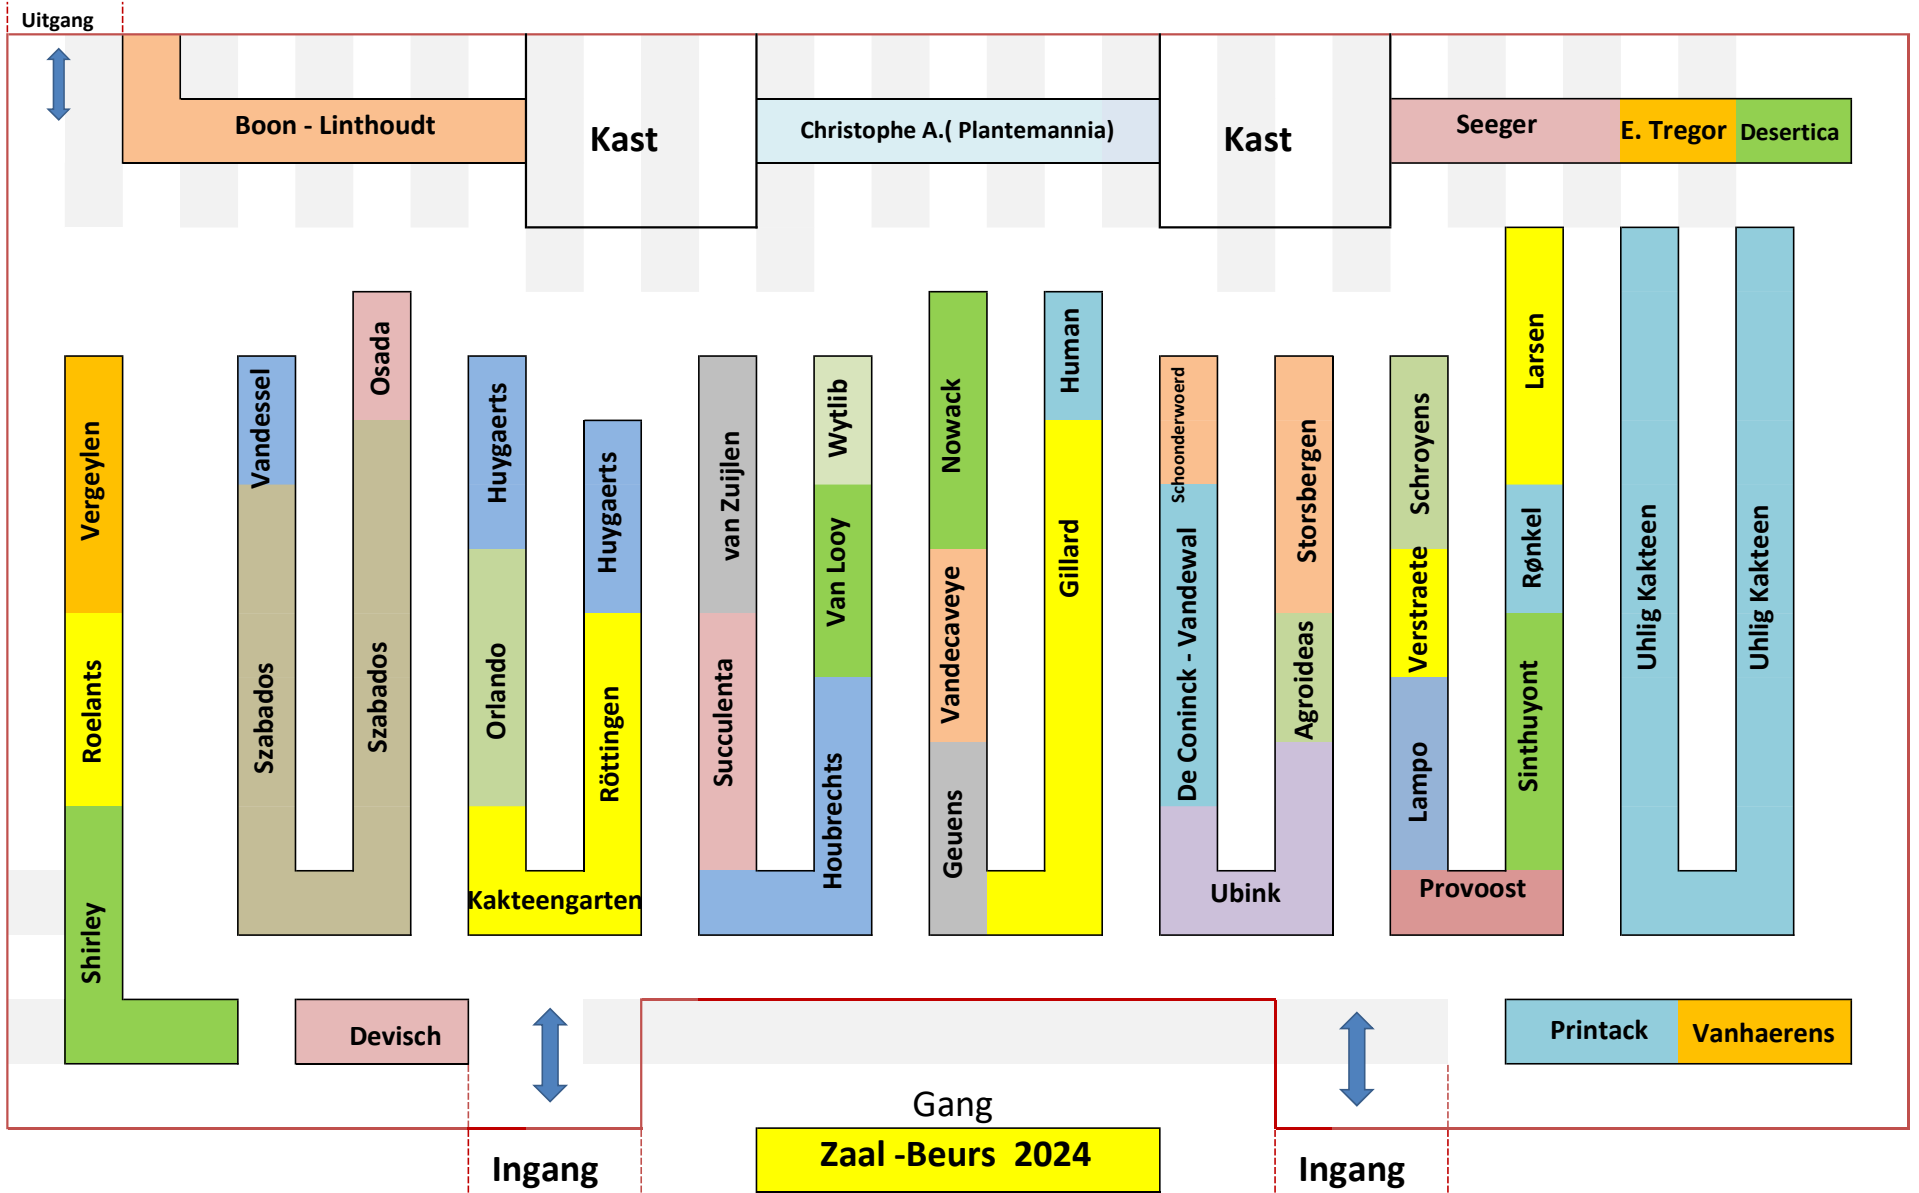 Uitgang
Boon - Linthoudt
Kast
Christophe A.( Plantemannia)
Kast
Seeger
E. Tregor
Desertica
Vergeylen
Roelants
Shirley
Vandessel
Szabados
Osada
Szabados
Huygaerts
Orlando
Kakteengarten
Huygaerts
Röttingen
van Zuijlen
Succulenta
Wytlib
Van Looy
Houbrechts
Nowack
Vandecaveye
Geuens
Human
Gillard
Schoonderwoerd
De Coninck - Vandewal
Ubink
Storsbergen
Agroideas
Schroyens
Verstraete
Lampo
Provoost
Larsen
Rønkel
Sinthuyont
Uhlig Kakteen
Uhlig Kakteen
Devisch
Printack
Vanhaerens
Gang
Ingang
Zaal -Beurs  2024
Ingang